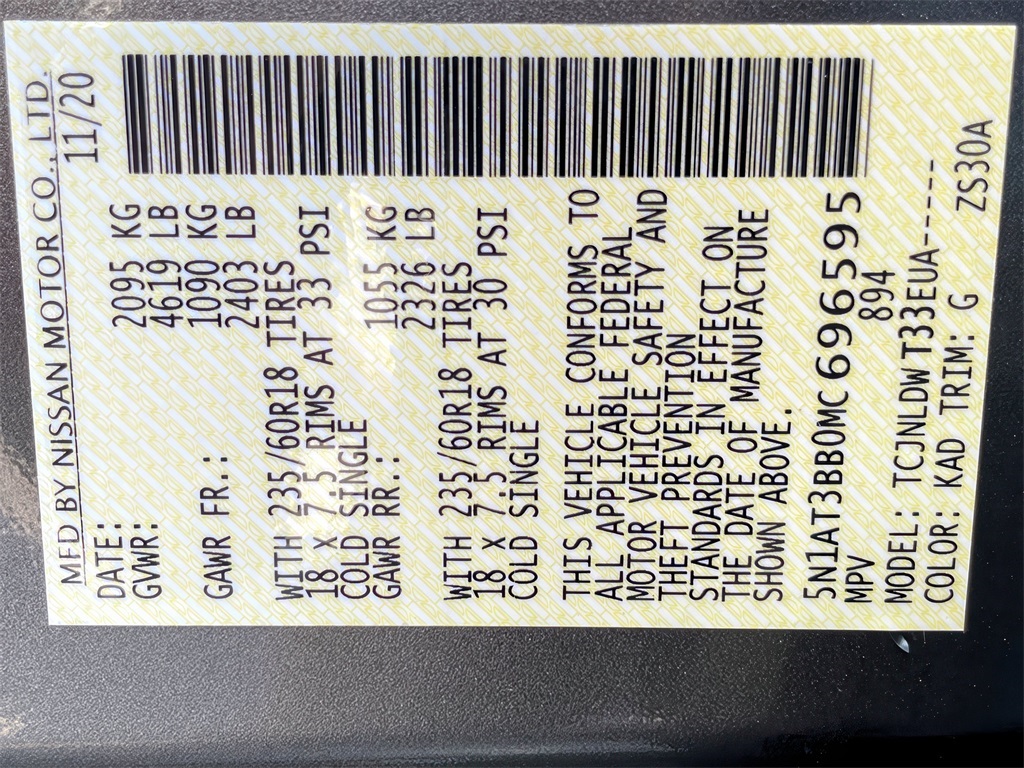 MFD BY NISSAN MOTOR CO., LTD.
DATE: 11/20
GVWR: 2095 KG
4619 LB
GAWR FR.: 1090 KG
2403 LB
WITH 235/60R18 TIRES
18 X 7.5 RIMS AT 33 PSI
COLD SINGLE
GAWR RR.: 1055 KG
2326 LB
WITH 235/60R18 TIRES
18 X 7.5 RIMS AT 30 PSI
COLD SINGLE
THIS VEHICLE CONFORMS TO
ALL APPLICABLE FEDERAL
MOTOR VEHICLE SAFETY AND
THEFT PREVENTION
STANDARDS IN EFFECT ON
THE DATE OF MANUFACTURE
SHOWN ABOVE.
5N1AT3BB0MC696595
MPV 894
MODEL: TCJNLDWT33EUA-----
COLOR: KAD TRIM: G ZS30A